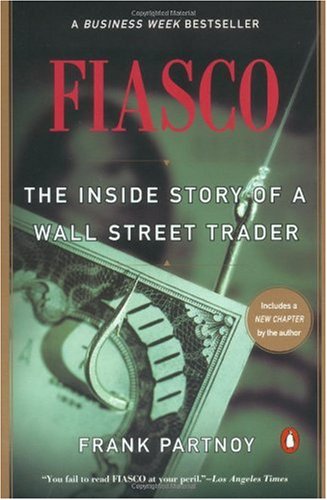 A BUSINESS WEEK BESTSELLER
FIASCO
THE INSIDE STORY OF A
WALL STREET TRADER
Includes a
NEW CHAPTER
by the author
100
FRANK PARTNOY
"You fail to read FIASCO at your peril."—Los Angeles Times